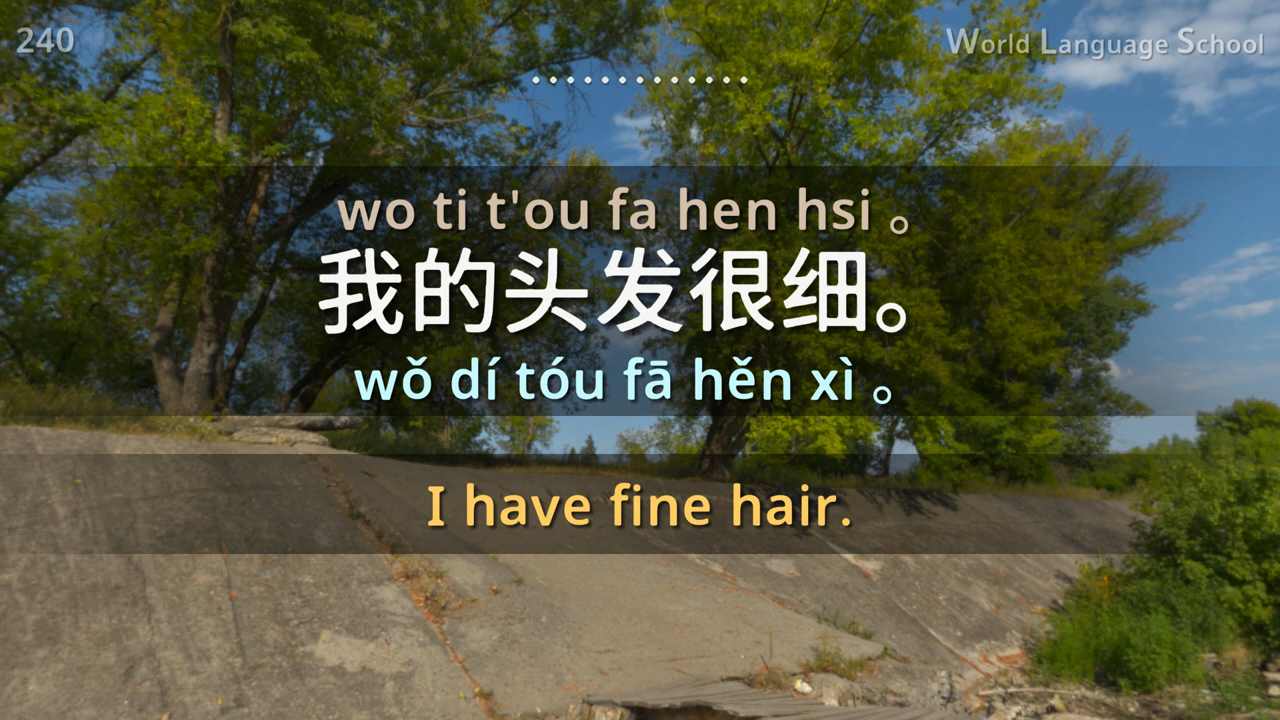 240
World Language School
wo ti t'ou fa hen hsi 。
我的头发很细。
wǒ dí tóu fā hěn xì 。
I have fine hair.